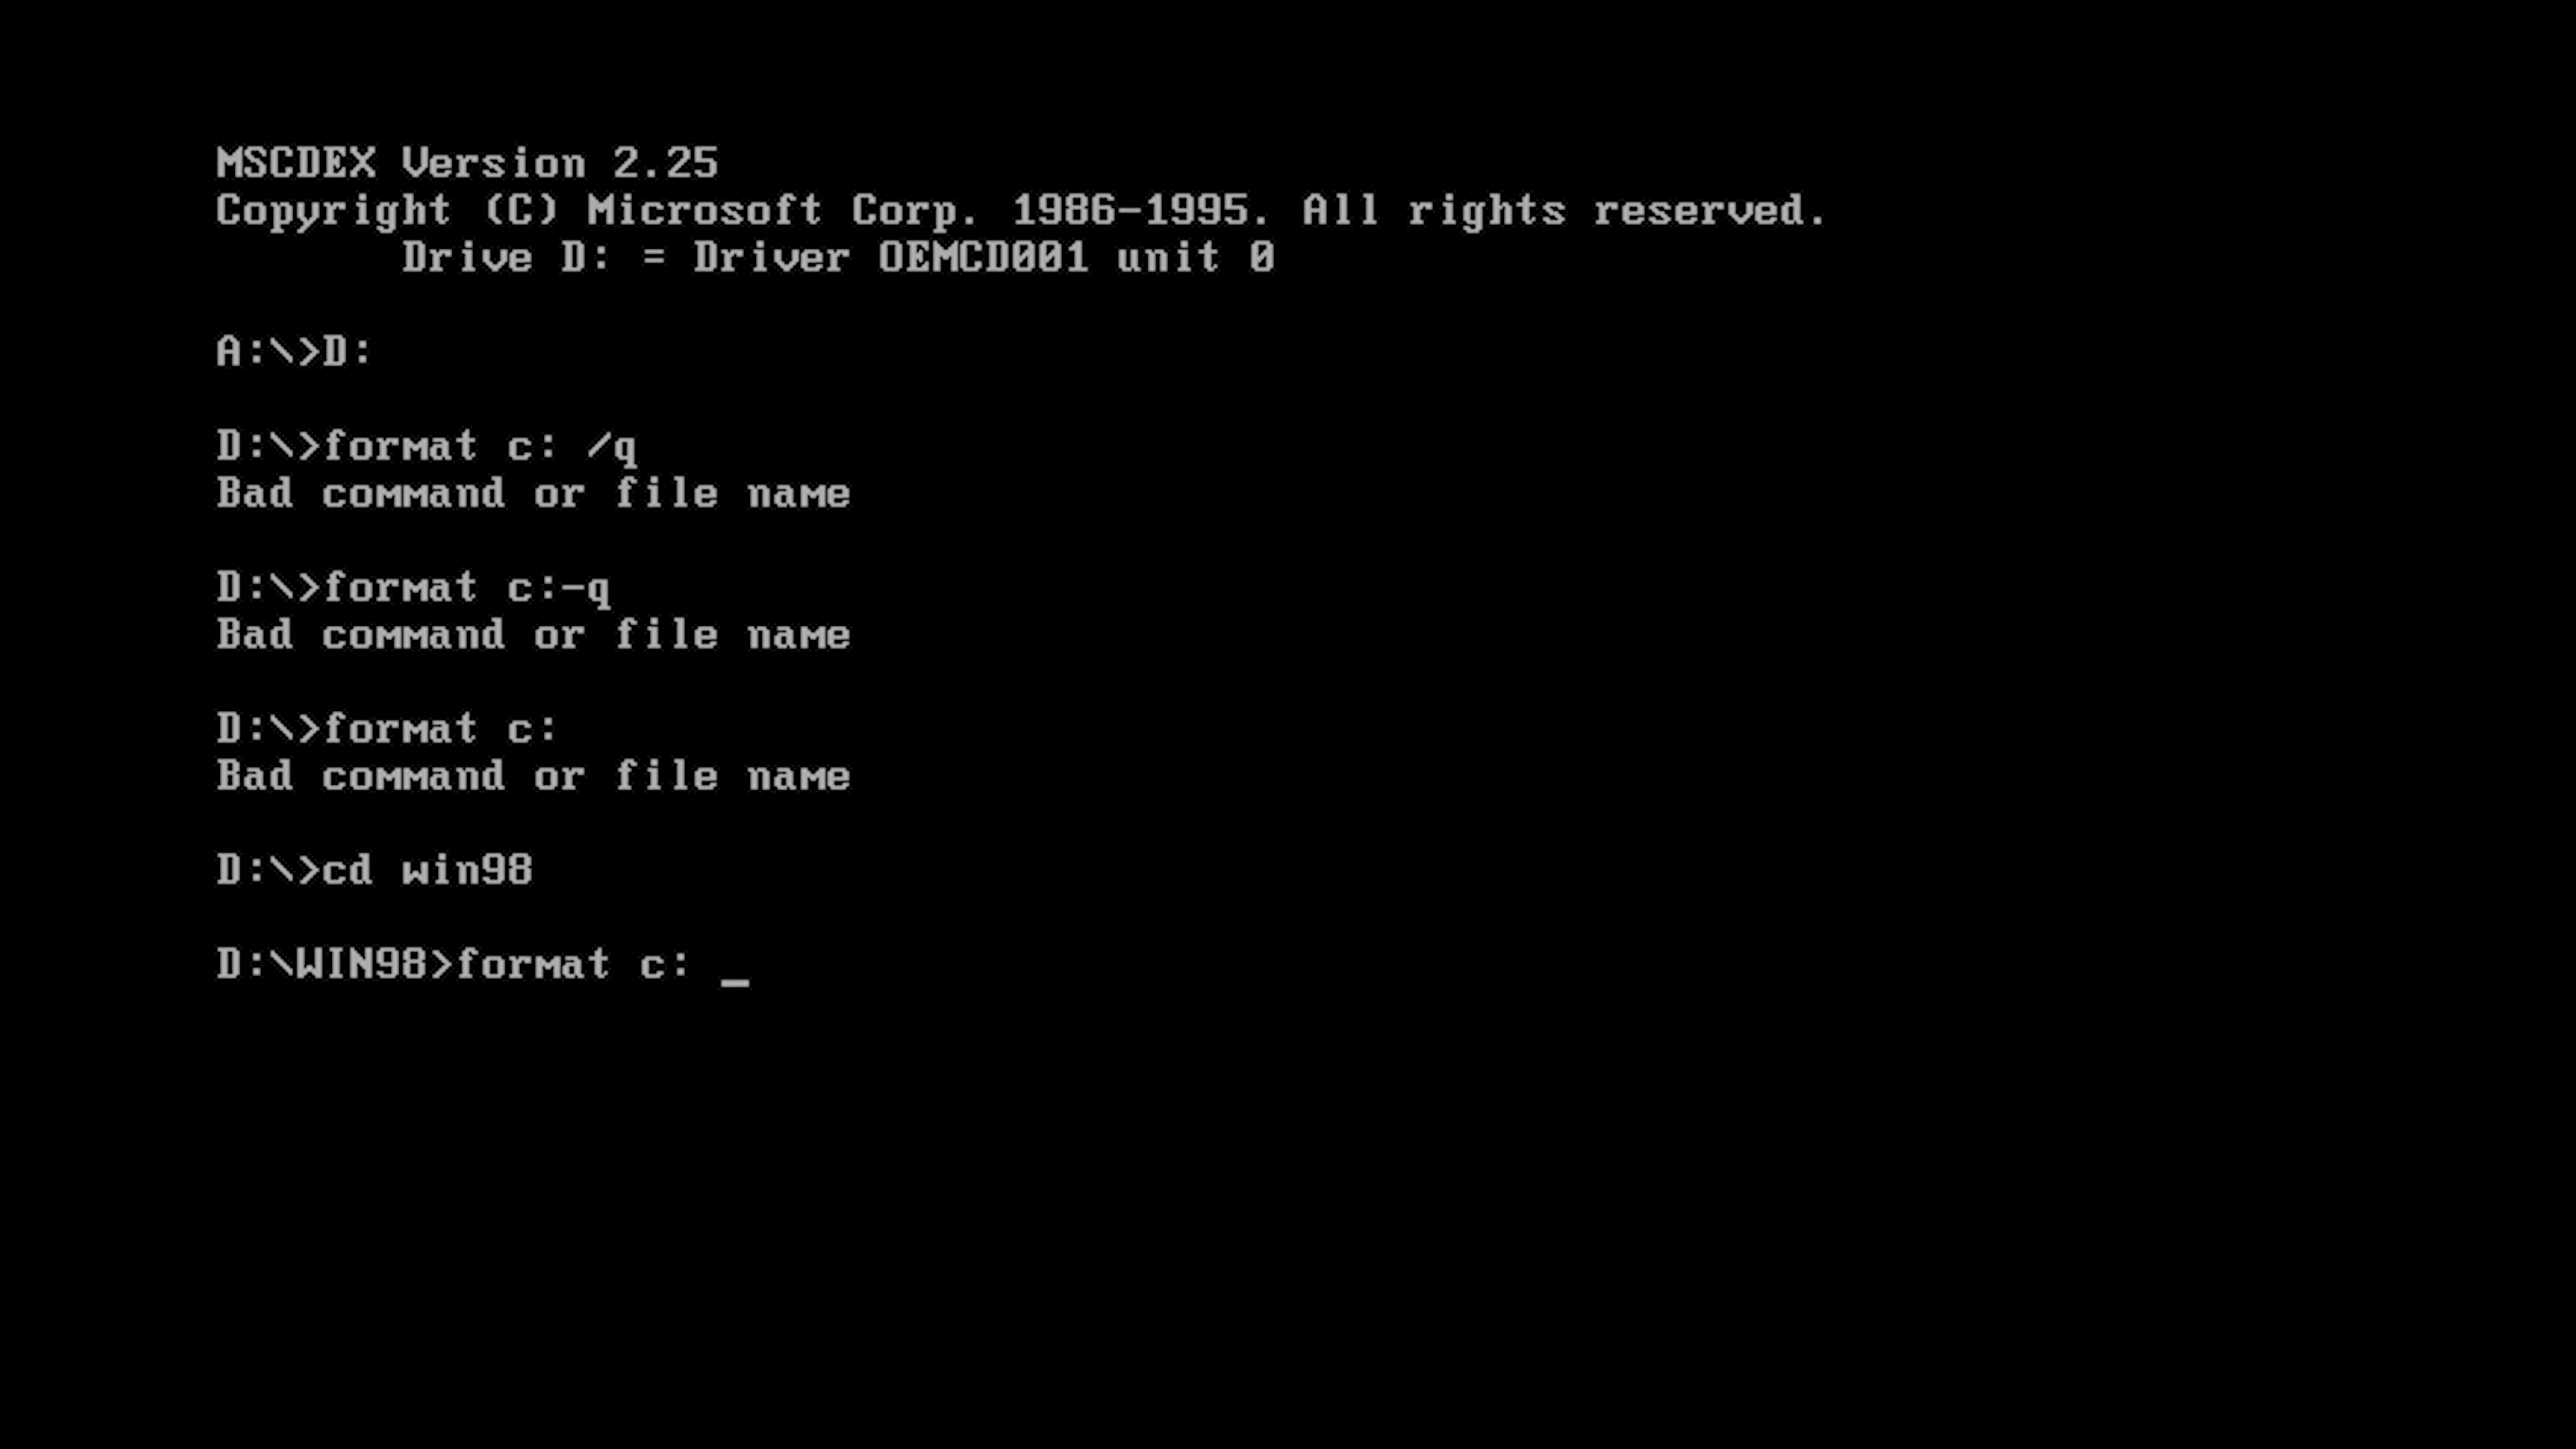 MSCDEX Version 2.25
Copyright (C) Microsoft Corp. 1986-1995. All rights reserved.
Drive D: = Driver OEMCD001 unit 0
A:\>D:
D:\>format c: /q
Bad command or file name
D:\>format c:-q
Bad command or file name
D:\>format c:
Bad command or file name
D:\>cd win98
D:\WIN98>format c: _